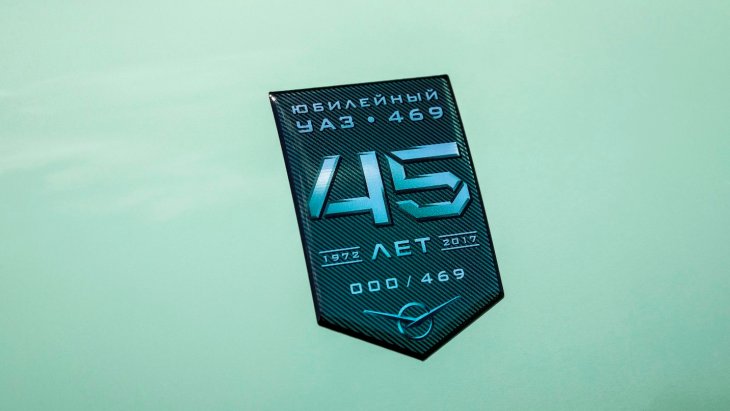 ЮБИЛЕЙНЫЙ
УАЗ • 469
45
1972 ЛЕТ 2017
000/469